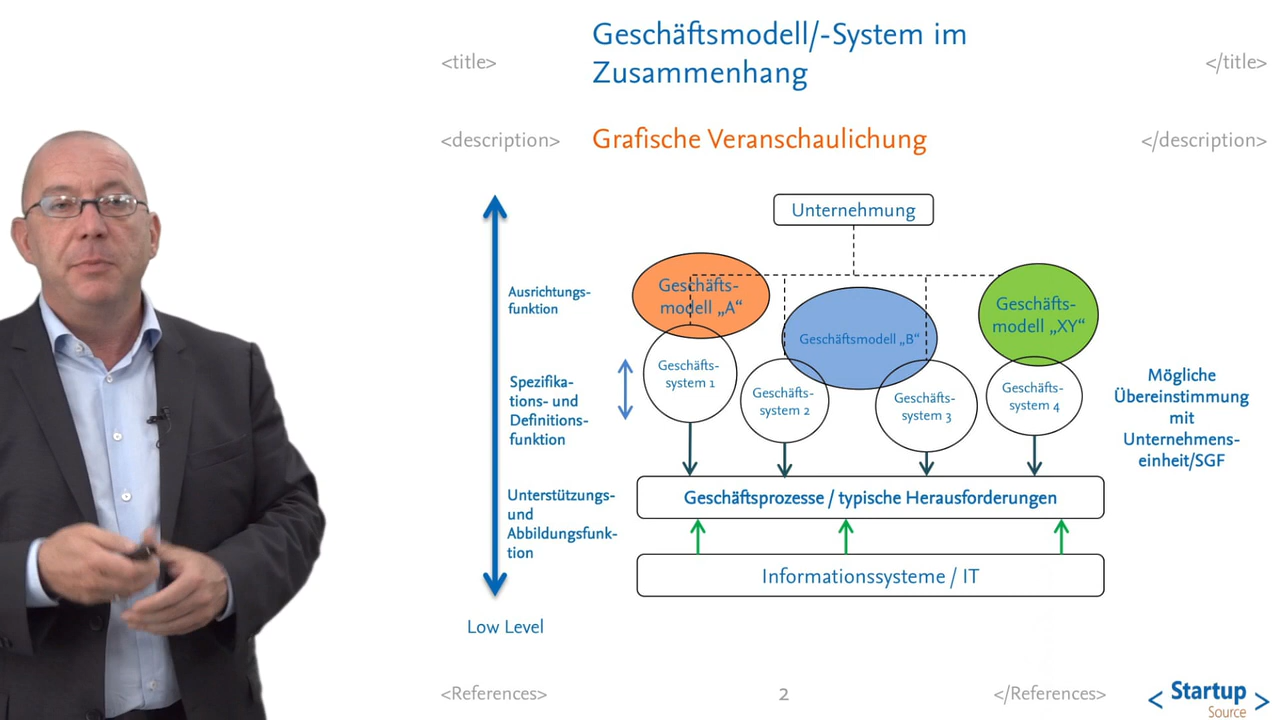 Geschäftsmodell/-System im
Zusammenhang
<title>
</title>
<description>
Grafische Veranschaulichung
</description>
Unternehmung
Ausrichtungs-
funktion
Geschäfts-
modell „A“
Geschäftsmodell „B“
Geschäfts-
modell „XY“
Spezifika-
tions- und
Definitions-
funktion
Geschäfts-
system 1
Geschäfts-
system 2
Geschäfts-
system 3
Geschäfts-
system 4
Mögliche
Übereinstimmung
mit
Unternehmens-
einheit/SGF
Unterstützungs-
und
Abbildungsfunk-
tion
Geschäftsprozesse / typische Herausforderungen
Informationssysteme / IT
Low Level
<References>
2
</References>
< Startup >
Source